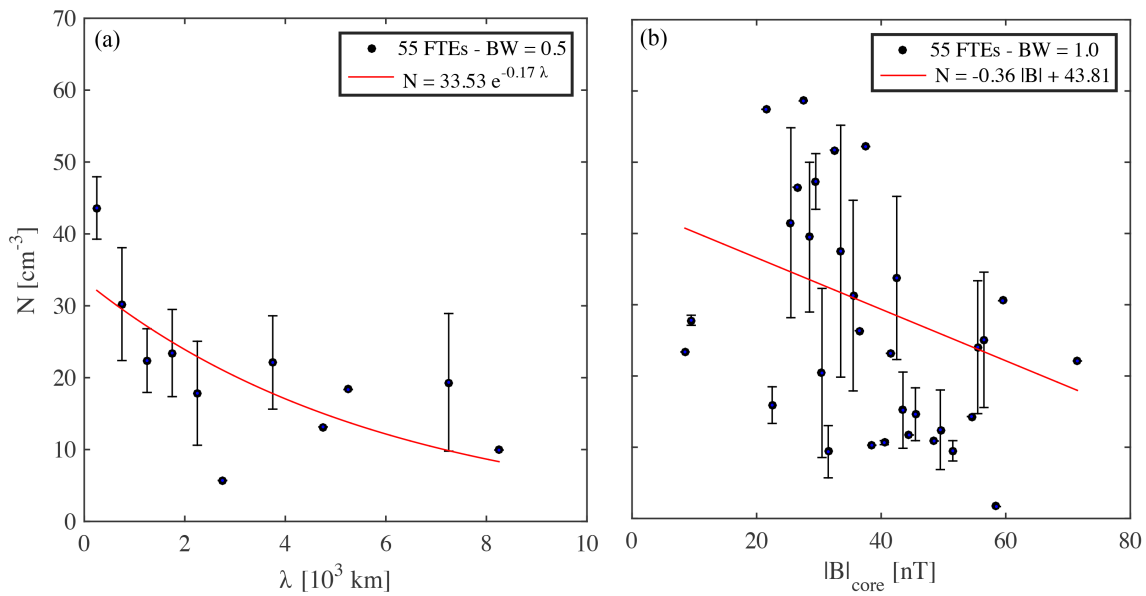 (a)
55 FTEs - BW = 0.5
N = 33.53 e^-0.17 λ
70
60
50
40
30
20
10
0
N [cm^-3]
0 2 4 6 8 10
λ [10^3 km]
(b)
55 FTEs - BW = 1.0
N = -0.36 |B| + 43.81
20 40 60 80
|B|_core [nT]